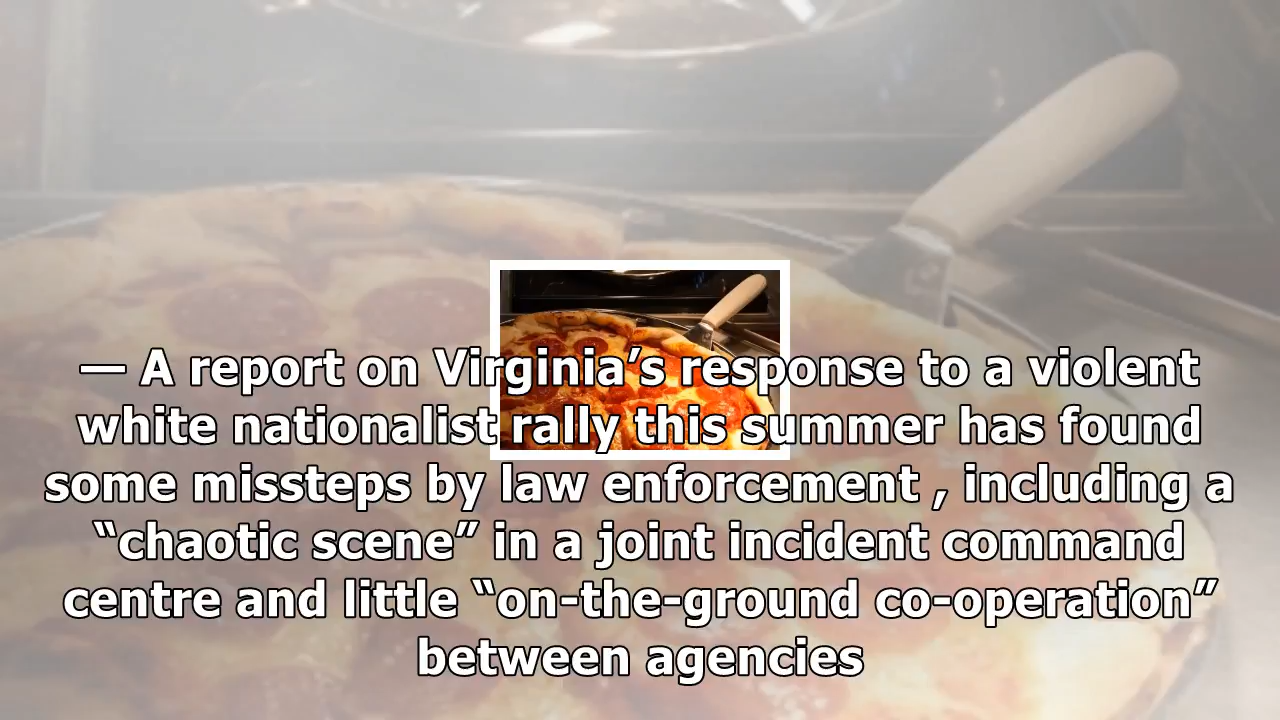 — A report on Virginia’s response to a violent
white nationalist rally this summer has found
some missteps by law enforcement , including a
“chaotic scene” in a joint incident command
centre and little “on-the-ground co-operation”
between agencies